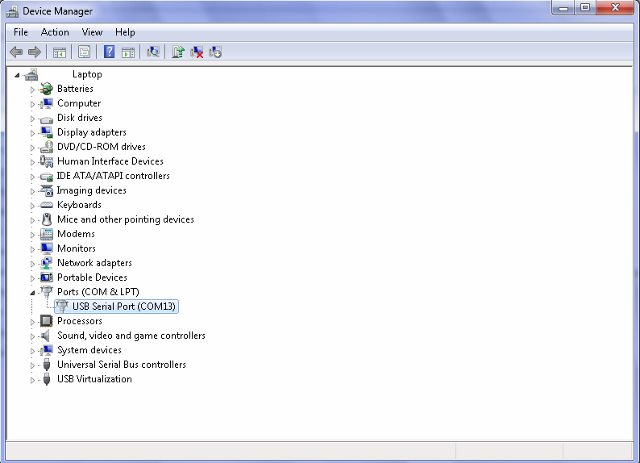 Device Manager
File Action View Help
Laptop
Batteries
Computer
Disk drives
Display adapters
DVD/CD-ROM drives
Human Interface Devices
IDE ATA/ATAPI controllers
Imaging devices
Keyboards
Mice and other pointing devices
Modems
Monitors
Network adapters
Portable Devices
Ports (COM & LPT)
USB Serial Port (COM13)
Processors
Sound, video and game controllers
System devices
Universal Serial Bus controllers
USB Virtualization